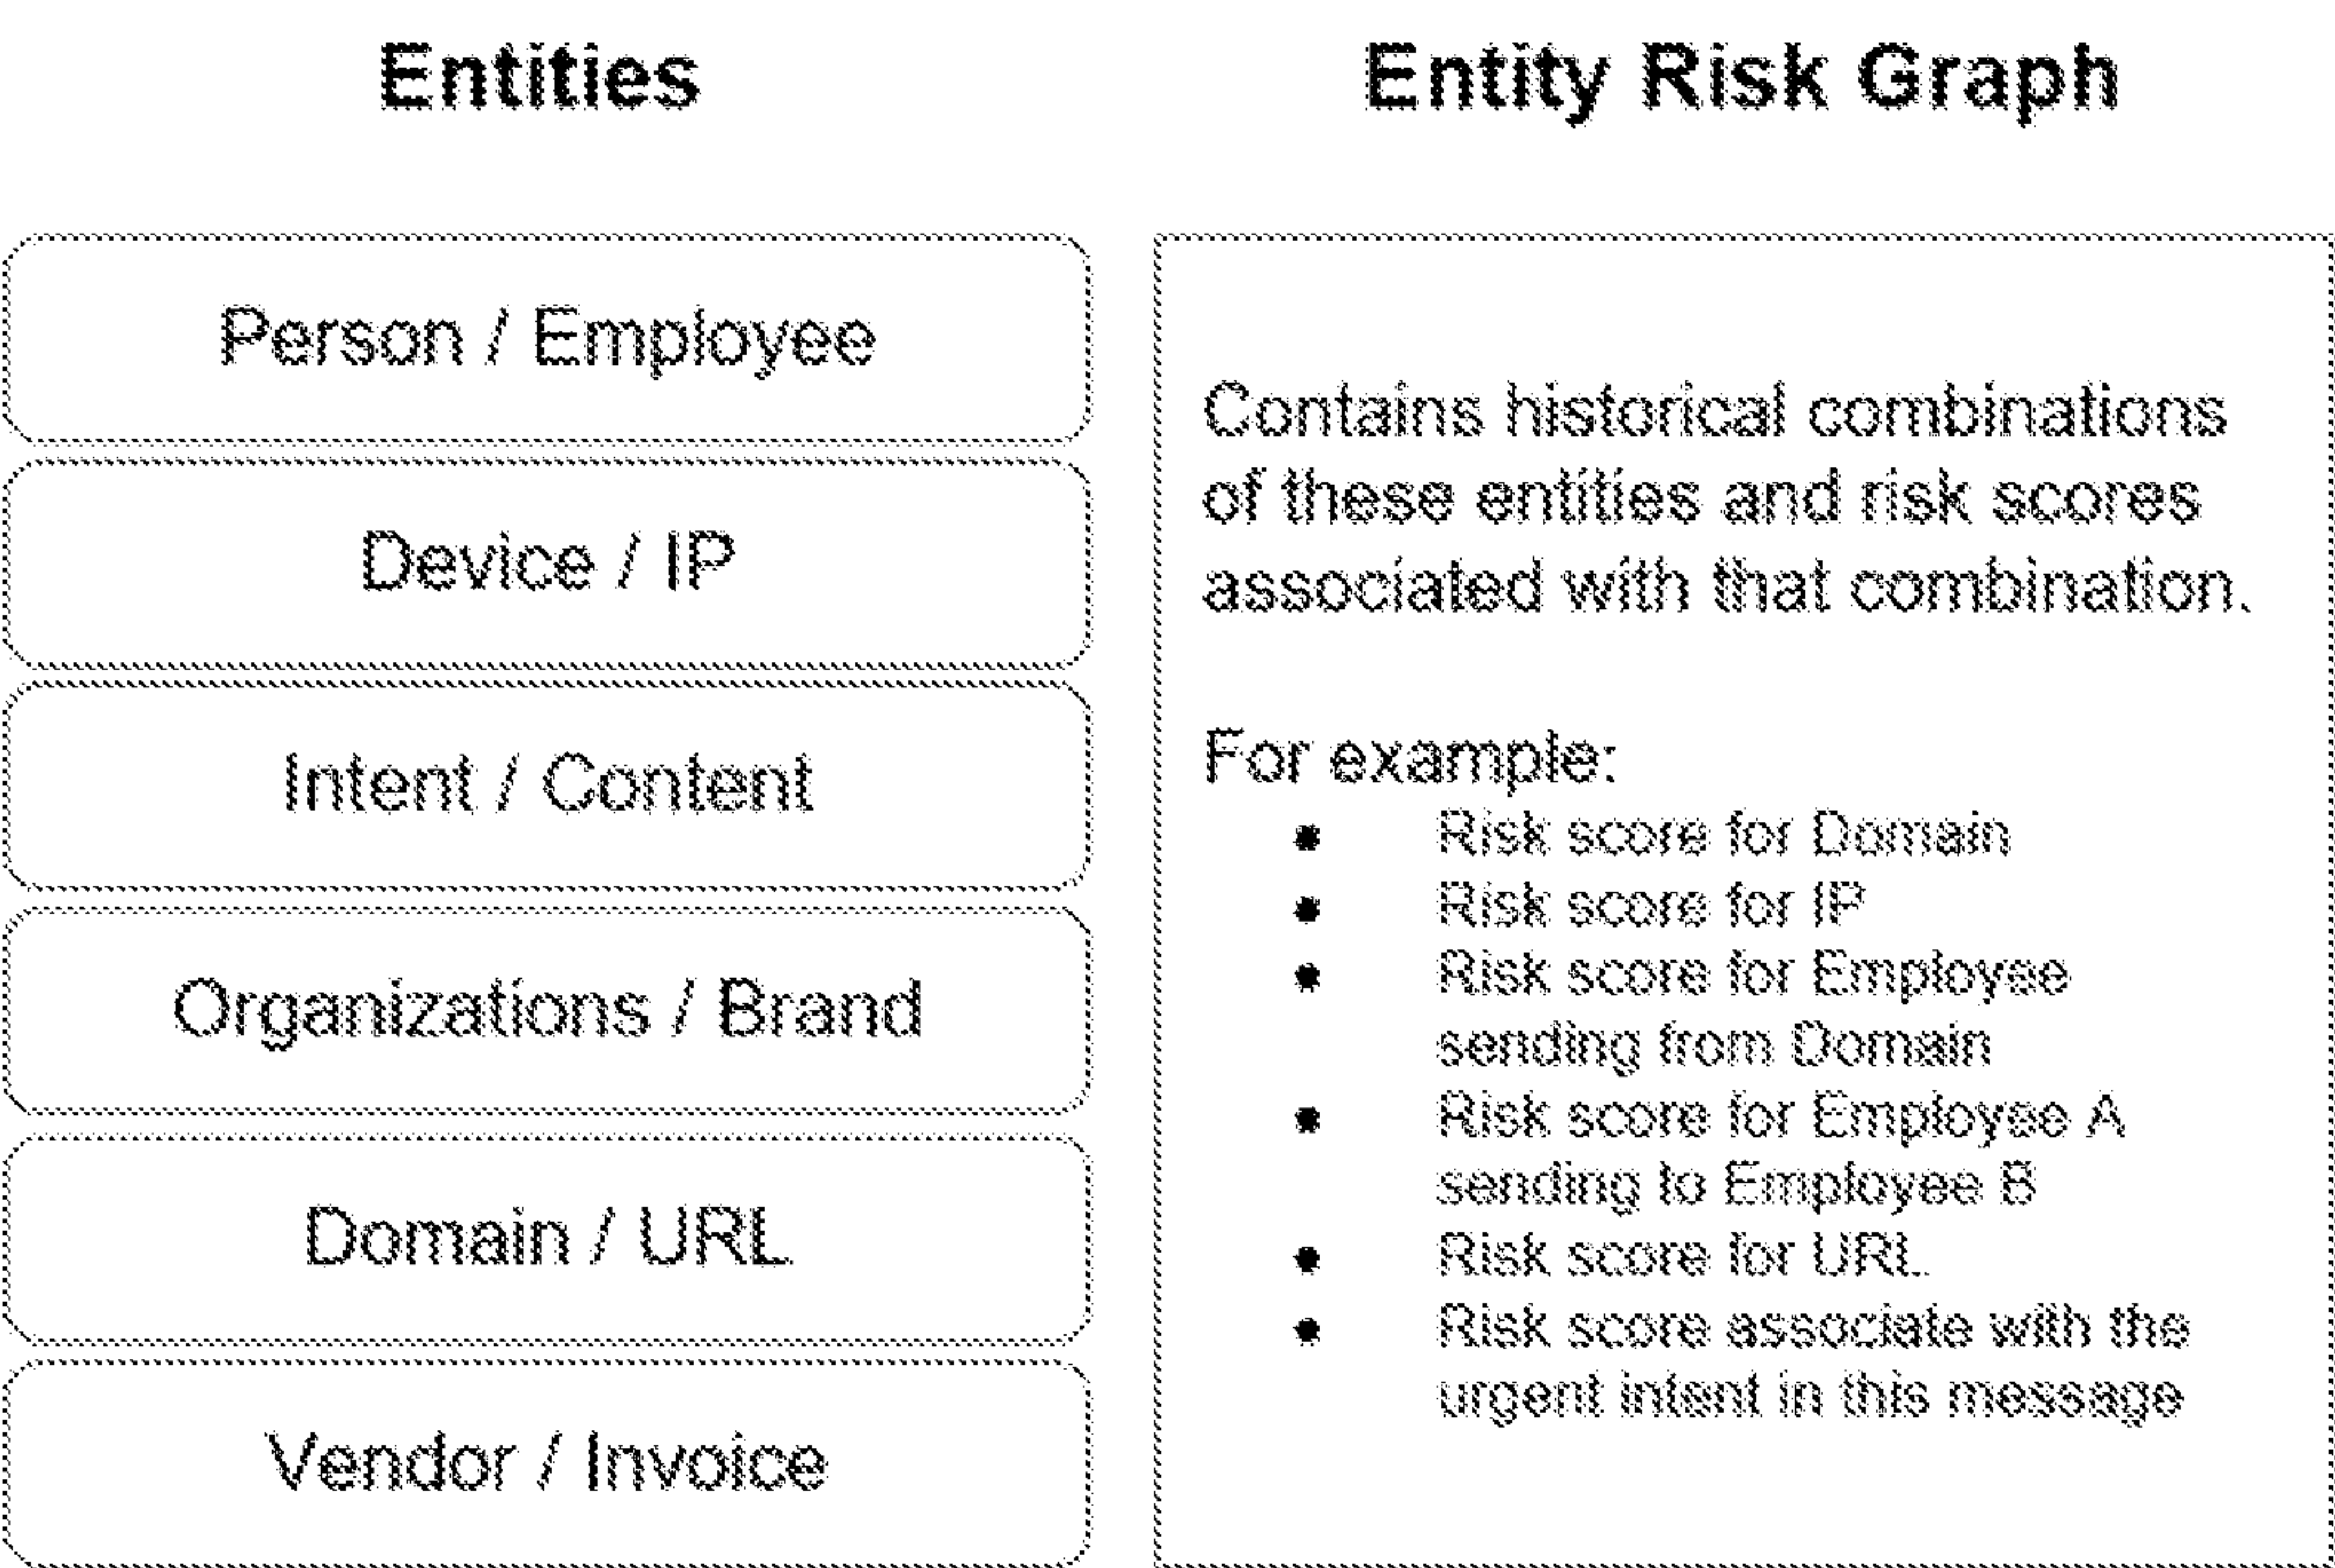 Entities
Person / Employee
Device / IP
Intent / Content
Organizations / Brand
Domain / URL
Vendor / Invoice
Entity Risk Graph
Contains historical combinations
of these entities and risk scores
associated with that combination.
For example:
• Risk score for Domain
• Risk score for IP
• Risk score for Employee
sending from Domain
• Risk score for Employee A
sending to Employee B
• Risk score for URL
• Risk score associate with the
urgent intent in this message